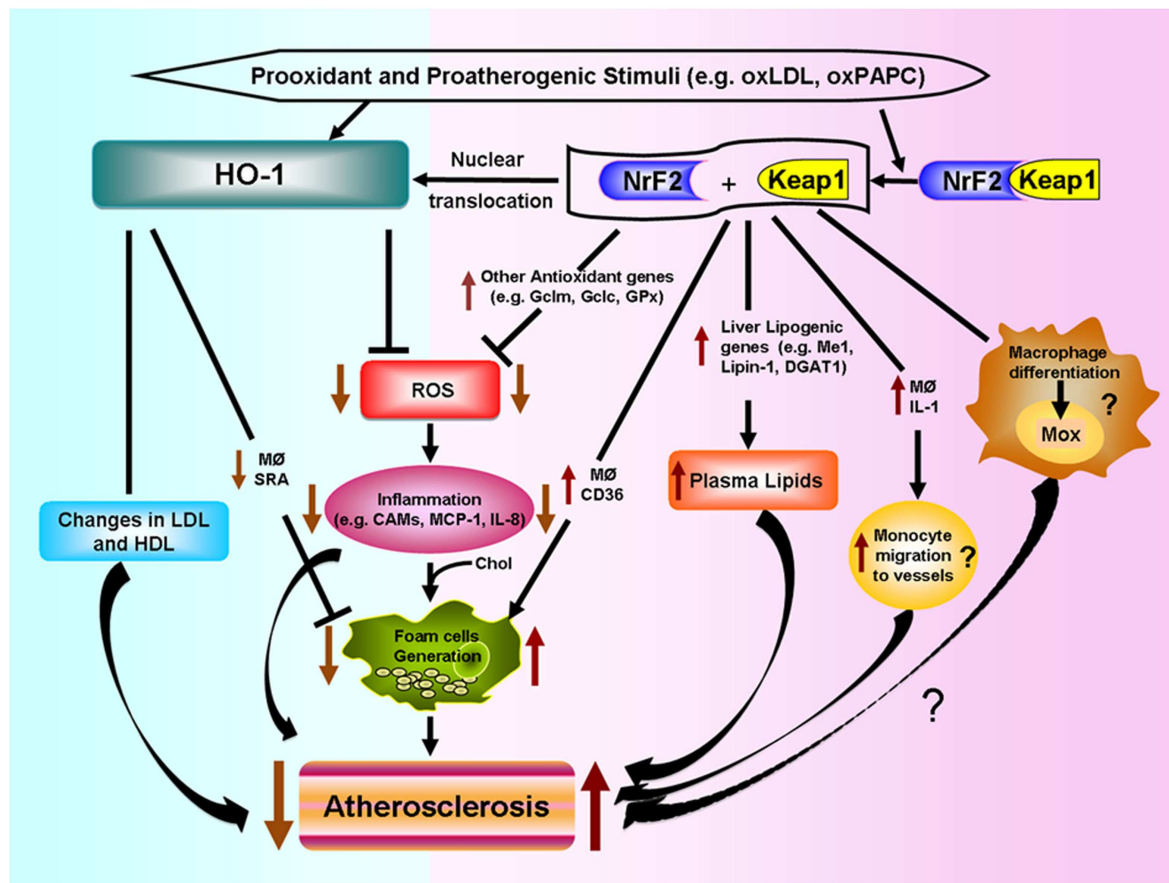 Prooxidant and Proatherogenic Stimuli (e.g. oxLDL, oxPAPC)
HO-1
Nuclear
translocation
NrF2
+
Keap1
NrF2
Keap1
Other Antioxidant genes
(e.g. Gclm, Gclc, GPx)
Liver Lipogenic
genes (e.g. Me1,
Lipin-1, DGAT1)
MØ
IL-1
Macrophage
differentiation
?
Mox
ROS
MØ
SRA
MØ
CD36
Plasma Lipids
Changes in LDL
and HDL
Inflammation
(e.g. CAMs, MCP-1, IL-8)
Chol
Monocyte
migration
to vessels
?
Foam cells
Generation
?
Atherosclerosis